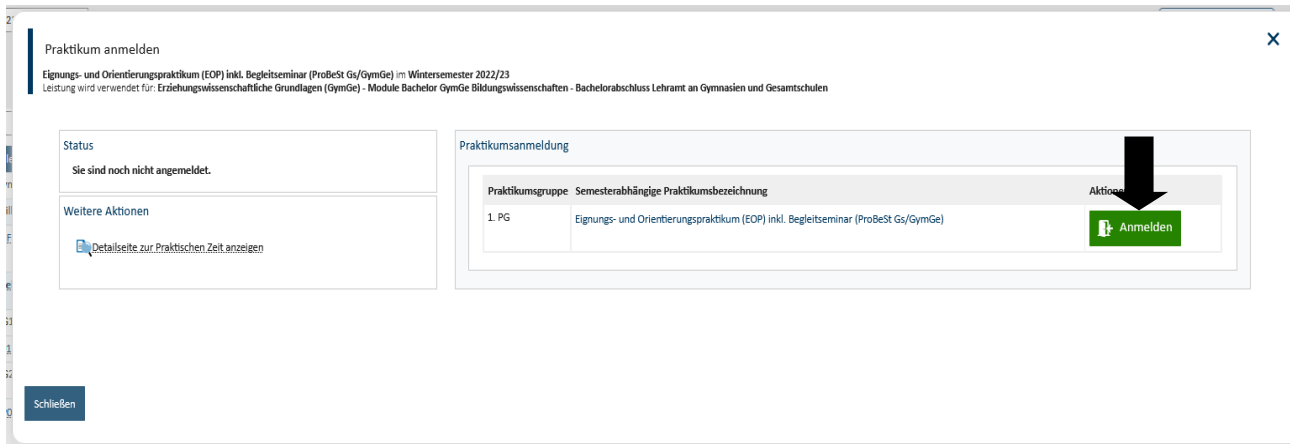 Praktikum anmelden
Eignungs- und Orientierungspraktikum (EOP) inkl. Begleitseminar (ProBeSt Gs/GymGe) im Wintersemester 2022/23
Leistung wird verwendet für: Erziehungswissenschaftliche Grundlagen (GymGe) - Module Bachelor GymGe Bildungswissenschaften - Bachelorabschluss Lehramt an Gymnasien und Gesamtschulen
Status
Sie sind noch nicht angemeldet.
Weitere Aktionen
Detailseite zur Praktischen Zeit anzeigen
Praktikumsanmeldung
Praktikumsgruppe Semesterabhängige Praktikumsbezeichnung
1. PG Eignungs- und Orientierungspraktikum (EOP) inkl. Begleitseminar (ProBeSt Gs/GymGe) Anmelden
Schließen